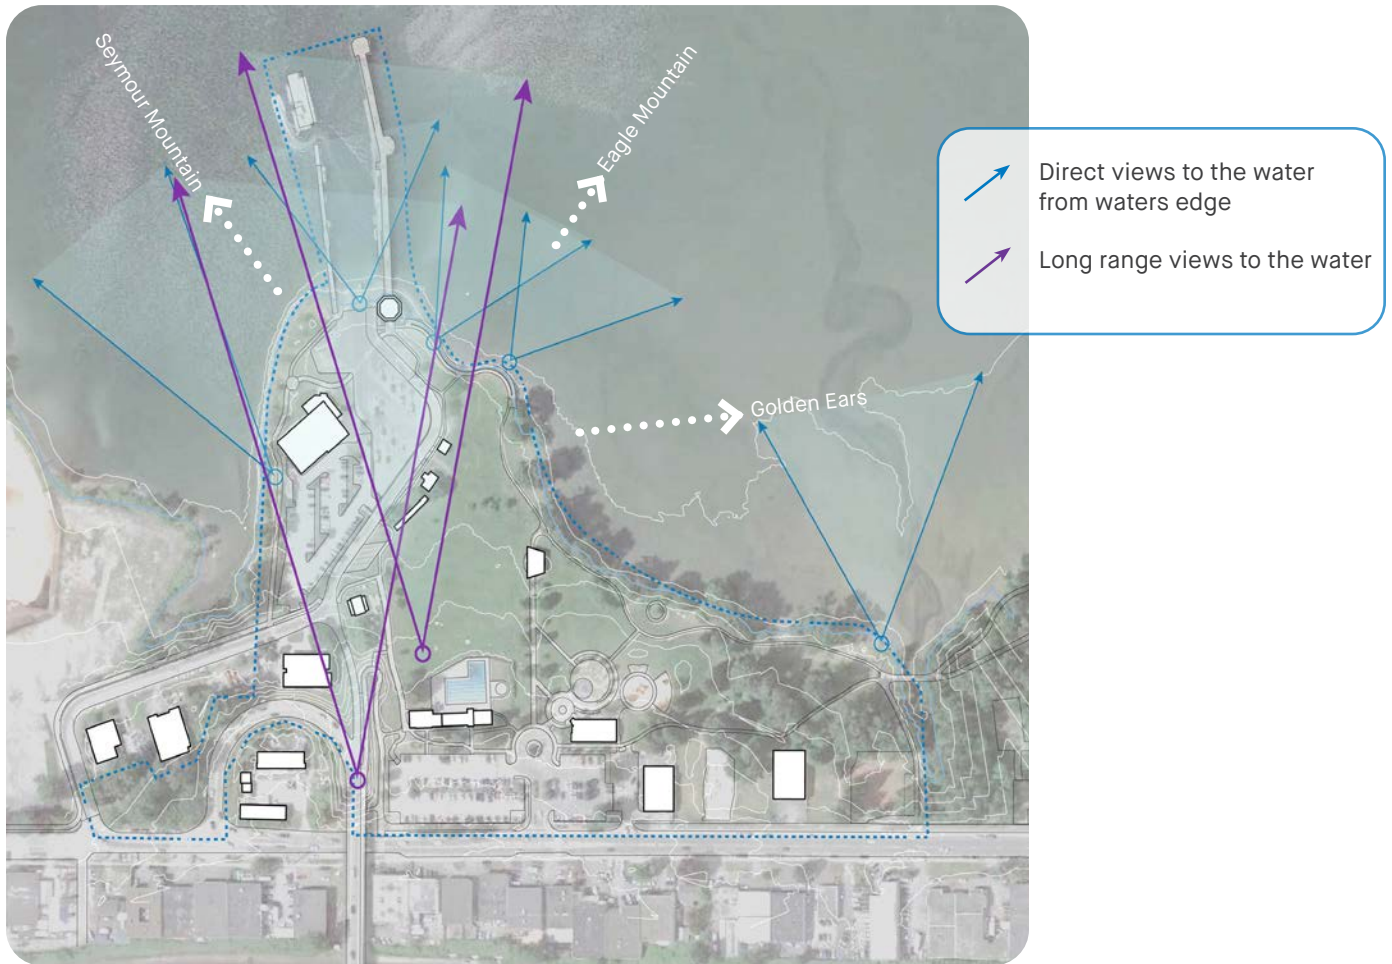 Seymour Mountain
Eagle Mountain
Golden Ears
Direct views to the water
from waters edge
Long range views to the water